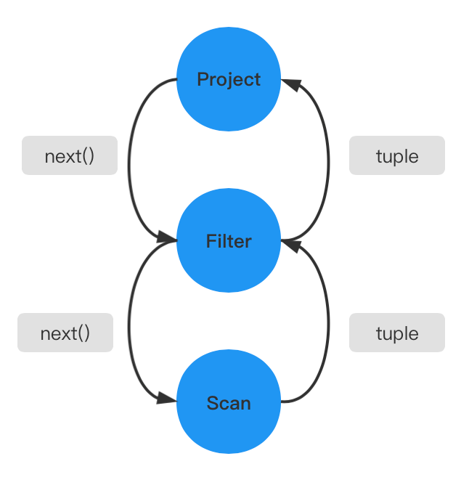 Project
next()
tuple
Filter
next()
tuple
Scan